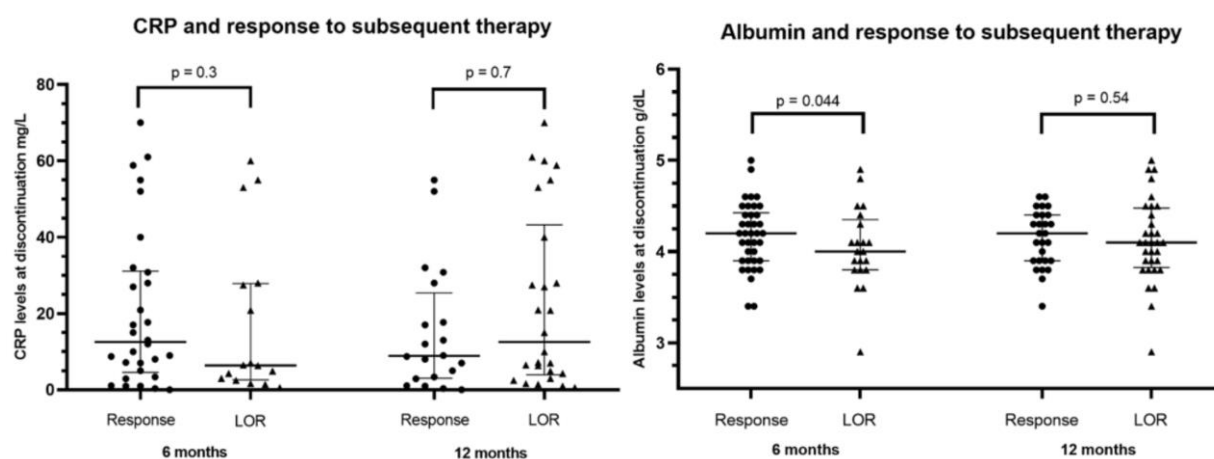 CRP and response to subsequent therapy
p = 0.3
p = 0.7
CRP levels at discontinuation mg/L
80
60
40
20
0
Response
LOR
Response
LOR
6 months
12 months
Albumin and response to subsequent therapy
p = 0.044
p = 0.54
Albumin levels at discontinuation g/dL
6
5
4
3
Response
LOR
Response
LOR
6 months
12 months